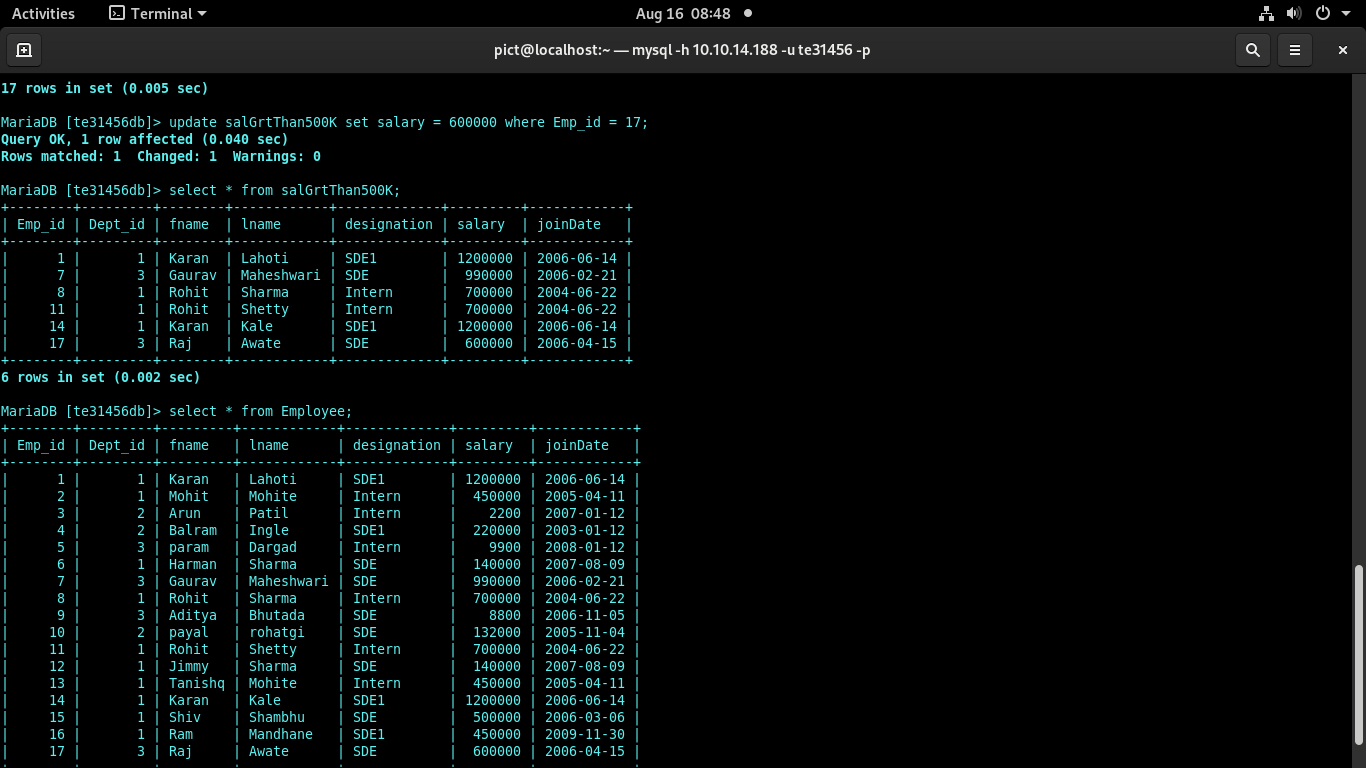 Activities Terminal Aug 16 08:48
pict@localhost:~ — mysql -h 10.10.14.188 -u te31456 -p
17 rows in set (0.005 sec)
MariaDB [te31456db]> update salGrtThan500K set salary = 600000 where Emp_id = 17;
Query OK, 1 row affected (0.040 sec)
Rows matched: 1  Changed: 1  Warnings: 0
MariaDB [te31456db]> select * from salGrtThan500K;
+--------+---------+--------+------------+-------------+---------+------------+
| Emp_id | Dept_id | fname  | lname      | designation | salary  | joinDate   |
+--------+---------+--------+------------+-------------+---------+------------+
|      1 |       1 | Karan  | Lahoti     | SDE1        | 1200000 | 2006-06-14 |
|      7 |       3 | Gaurav | Maheshwari | SDE         |  990000 | 2006-02-21 |
|      8 |       1 | Rohit  | Sharma     | Intern      |  700000 | 2004-06-22 |
|     11 |       1 | Rohit  | Shetty     | Intern      |  700000 | 2004-06-22 |
|     14 |       1 | Karan  | Kale       | SDE1        | 1200000 | 2006-06-14 |
|     17 |       3 | Raj    | Awate      | SDE         |  600000 | 2006-04-15 |
+--------+---------+--------+------------+-------------+---------+------------+
6 rows in set (0.002 sec)
MariaDB [te31456db]> select * from Employee;
+--------+---------+---------+------------+-------------+---------+------------+
| Emp_id | Dept_id | fname   | lname      | designation | salary  | joinDate   |
+--------+---------+---------+------------+-------------+---------+------------+
|      1 |       1 | Karan   | Lahoti     | SDE1        | 1200000 | 2006-06-14 |
|      2 |       1 | Mohit   | Mohite     | Intern      |  450000 | 2005-04-11 |
|      3 |       2 | Arun    | Patil      | Intern      |    2200 | 2007-01-12 |
|      4 |       2 | Balram  | Ingle      | SDE1        |  220000 | 2003-01-12 |
|      5 |       3 | param   | Dargad     | Intern      |    9900 | 2008-01-12 |
|      6 |       1 | Harman  | Sharma     | SDE         |  140000 | 2007-08-09 |
|      7 |       3 | Gaurav  | Maheshwari | SDE         |  990000 | 2006-02-21 |
|      8 |       1 | Rohit   | Sharma     | Intern      |  700000 | 2004-06-22 |
|      9 |       3 | Aditya  | Bhutada    | SDE         |    8800 | 2006-11-05 |
|     10 |       2 | payal   | rohatgi    | SDE         |  132000 | 2005-11-04 |
|     11 |       1 | Rohit   | Shetty     | Intern      |  700000 | 2004-06-22 |
|     12 |       1 | Jimmy   | Sharma     | SDE         |  140000 | 2007-08-09 |
|     13 |       1 | Tanishq | Mohite     | Intern      |  450000 | 2005-04-11 |
|     14 |       1 | Karan   | Kale       | SDE1        | 1200000 | 2006-06-14 |
|     15 |       1 | Shiv    | Shambhu    | SDE         |  500000 | 2006-03-06 |
|     16 |       1 | Ram     | Mandhane   | SDE1        |  450000 | 2009-11-30 |
|     17 |       3 | Raj     | Awate      | SDE         |  600000 | 2006-04-15 |